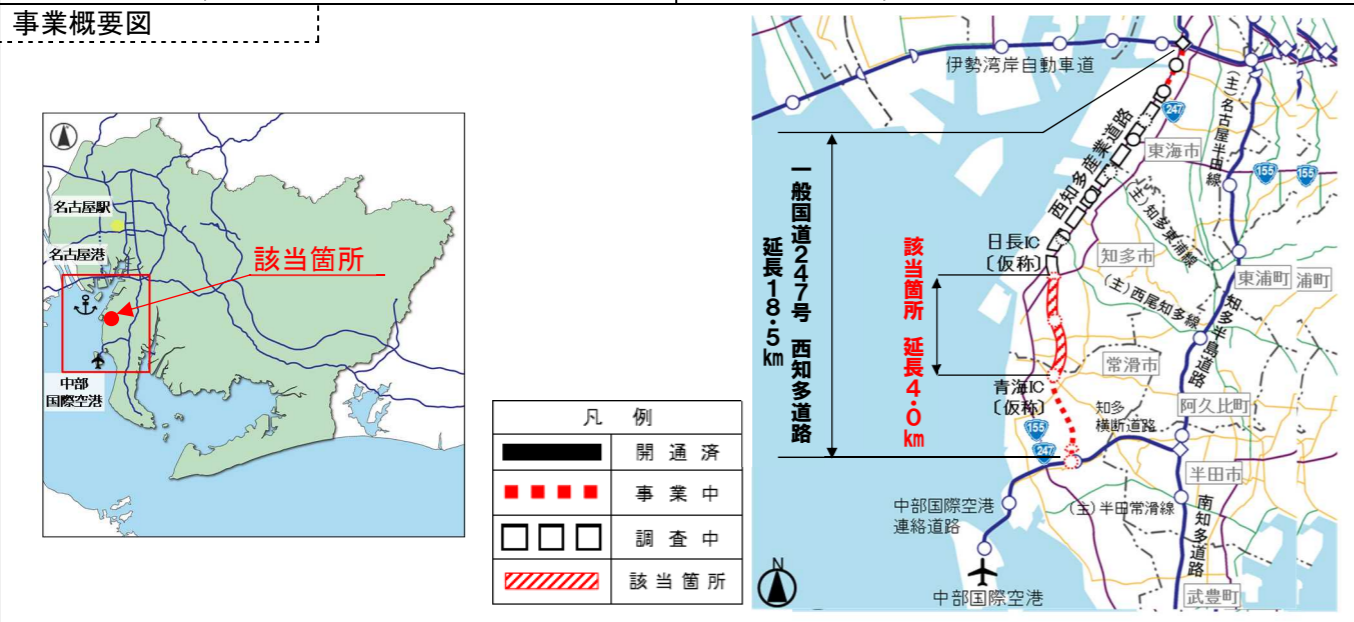 事業概要図
名古屋駅
名古屋港
該当箇所
中部
国際空港
凡 例
開 通 済
事 業 中
調 査 中
該 当 箇 所
伊勢湾岸自動車道
247
(主)名古屋半田線
西知多産業道路
東海市
155
155
一般国道247号 西知多道路
延長18・5km
(主)知多東浦線
日長IC
〔仮称〕
知多市
該当箇所 延長4・0km
東浦町
浦町
(主)西尾知多線
知多半島道路
常滑市
青海IC
〔仮称〕
知多
横断道路
阿久比町
155
247
半田市
中部国際空港
連絡道路
(主)半田常滑線
南知多道路
N
中部国際空港
武豊町